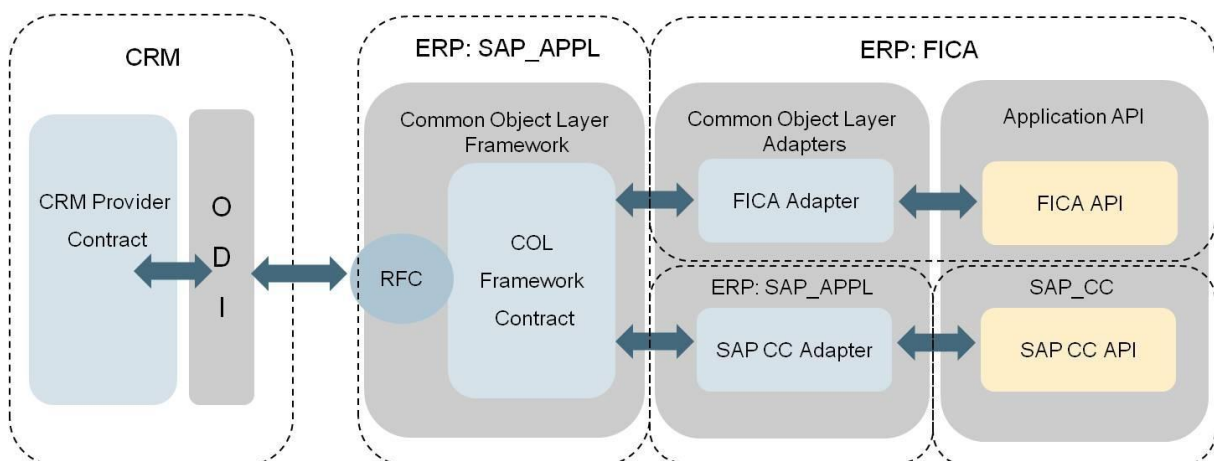 CRM
CRM Provider
Contract
O
D
I
ERP: SAP_APPL
Common Object Layer
Framework
RFC
COL
Framework
Contract
ERP: FICA
Common Object Layer
Adapters
FICA Adapter
Application API
FICA API
ERP: SAP_APPL
SAP CC Adapter
SAP_CC
SAP CC API